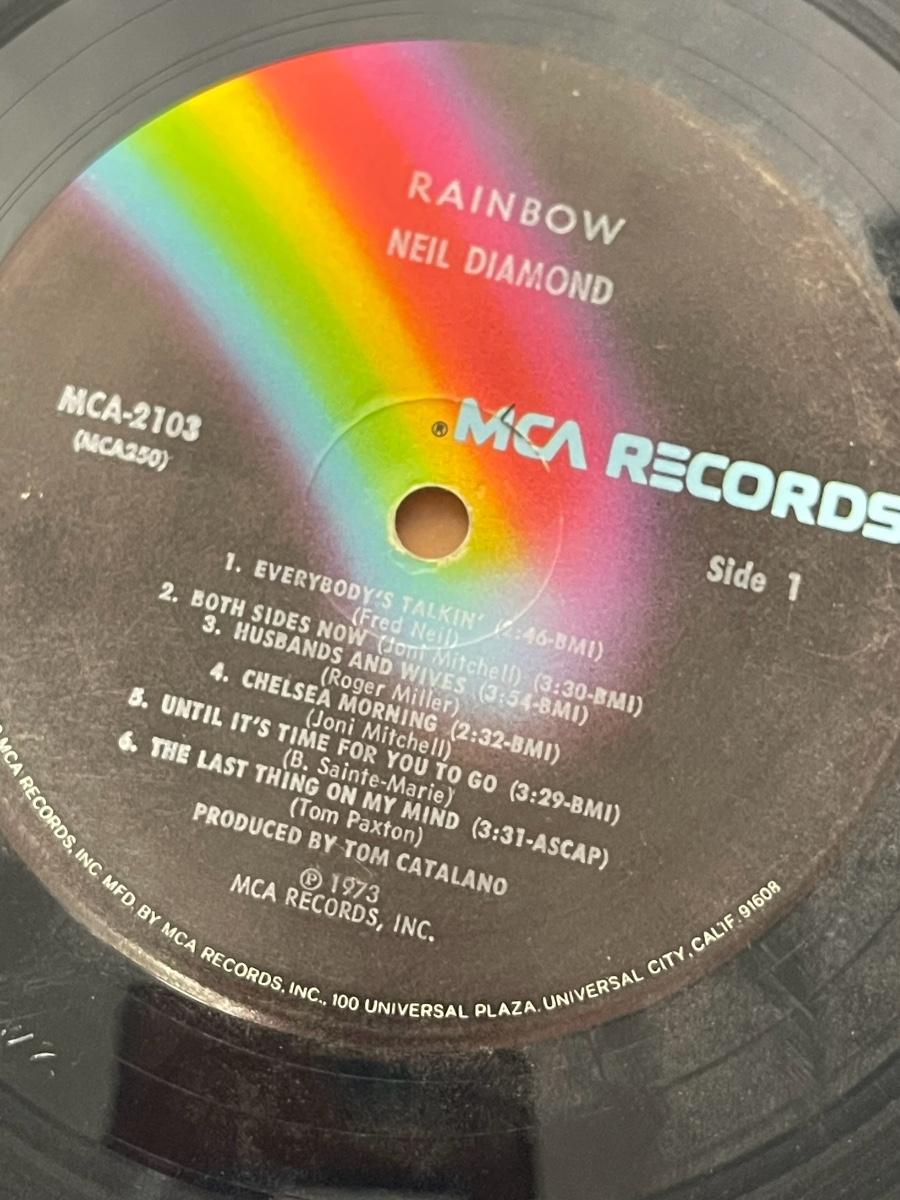 RAINBOW
NEIL DIAMOND
MCA-2103
(MCA250)
® MCA RECORDS
Side 1
1. EVERYBODY'S TALKIN' (2:46-BMI)
(Fred Neil)
2. BOTH SIDES NOW (Joni Mitchell) (3:30-BMI)
3. HUSBANDS AND WIVES (3:54-BMI)
(Roger Miller)
4. CHELSEA MORNING (2:32-BMI)
(Joni Mitchell)
5. UNTIL IT'S TIME FOR YOU TO GO (3:29-BMI)
(B. Sainte-Marie)
6. THE LAST THING ON MY MIND (3:31-ASCAP)
(Tom Paxton)
PRODUCED BY TOM CATALANO
℗ 1973
MCA RECORDS, INC.
MCA RECORDS, INC MFD. BY MCA RECORDS, INC., 100 UNIVERSAL PLAZA. UNIVERSAL CITY, CALIF. 91608